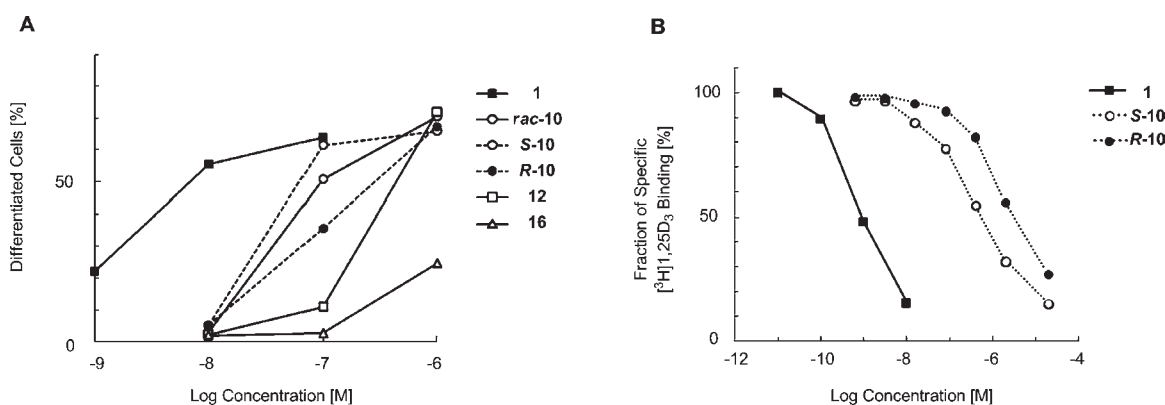 A
Differentiated Cells [%]
50
0
-9 -8 -7 -6
Log Concentration [M]
1
rac-10
S-10
R-10
12
16
B
Fraction of Specific
[³H]1,25D₃ Binding [%]
100
50
0
-12 -10 -8 -6 -4
Log Concentration [M]
1
S-10
R-10